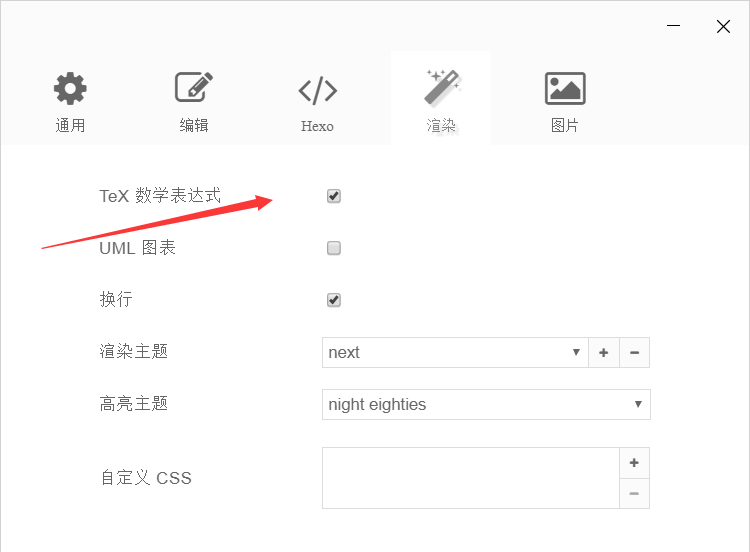 通用
编辑
Hexo
渲染
图片
TeX 数学表达式
UML 图表
换行
渲染主题
next
高亮主题
night eighties
自定义 CSS